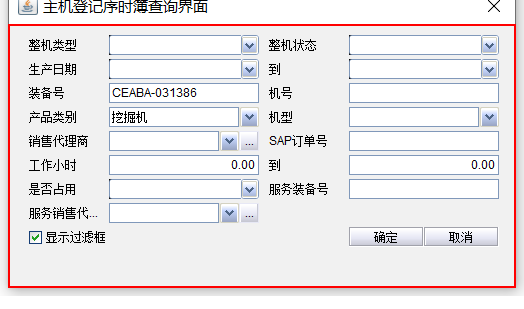 主机登记序时簿查询界面
整机类型 整机状态
生产日期 到
装备号 CEABA-031386 机号
产品类别 挖掘机 机型
销售代理商 ... SAP订单号
工作小时 0.00 到 0.00
是否占用 服务装备号
服务销售代... ...
显示过滤框 确定 取消